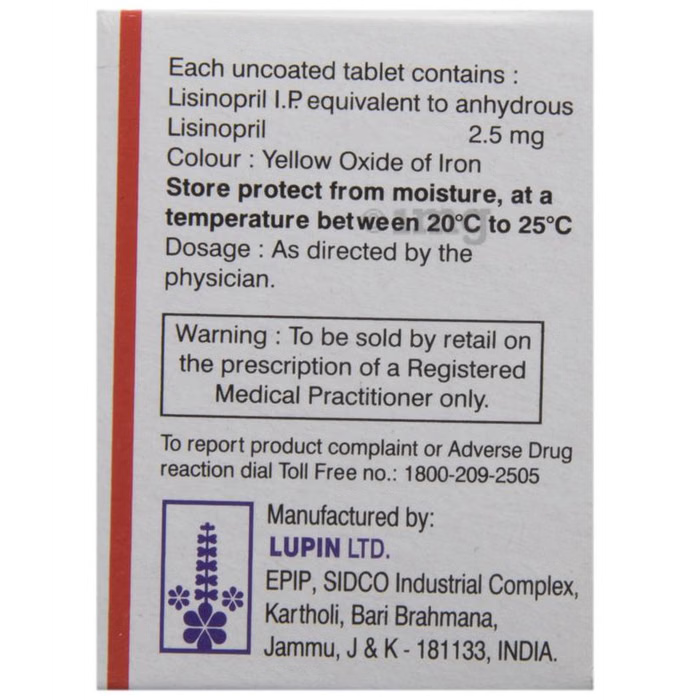 Each uncoated tablet contains :
Lisinopril I.P. equivalent to anhydrous
Lisinopril 2.5 mg
Colour : Yellow Oxide of Iron
Store protect from moisture, at a
temperature between 20°C to 25°C
Dosage : As directed by the
physician.
Warning : To be sold by retail on
the prescription of a Registered
Medical Practitioner only.
To report product complaint or Adverse Drug
reaction dial Toll Free no.: 1800-209-2505
Manufactured by:
LUPIN LTD.
EPIP, SIDCO Industrial Complex,
Kartholi, Bari Brahmana,
Jammu, J & K - 181133, INDIA.